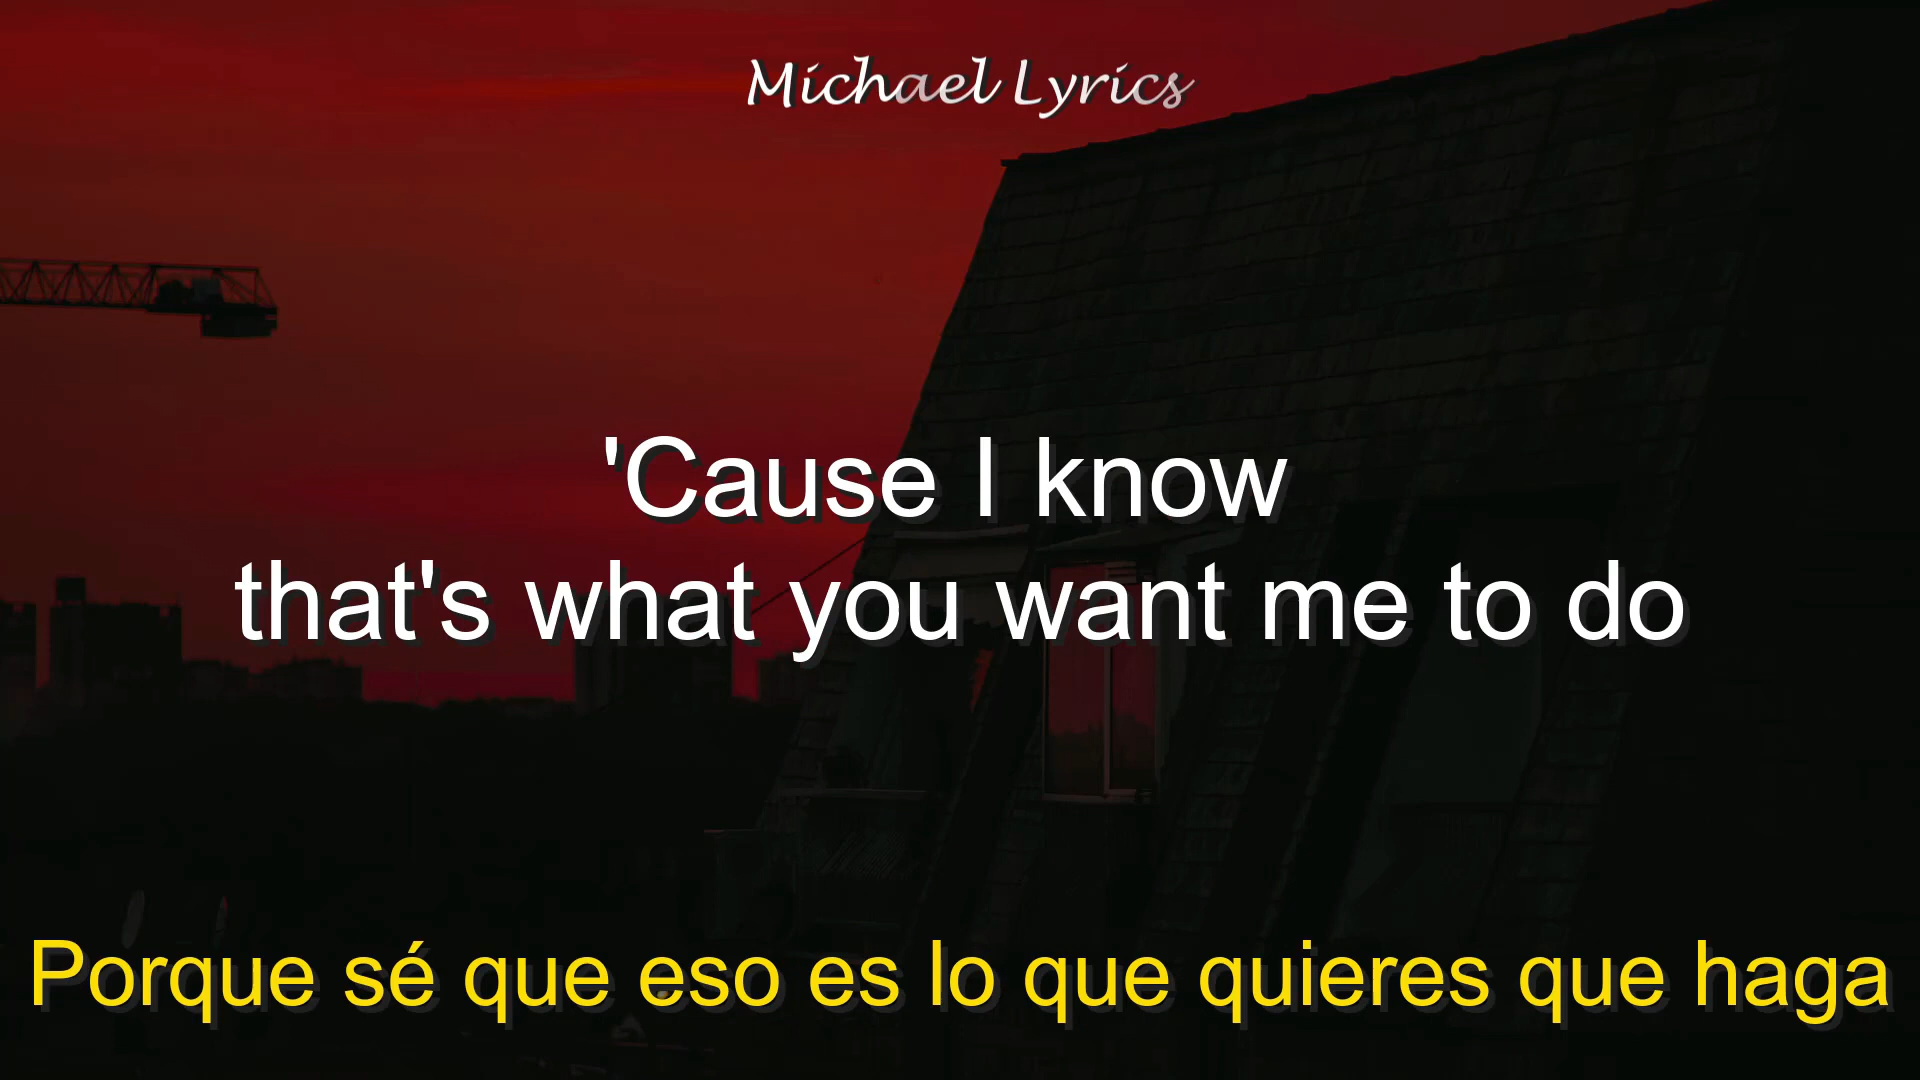 Michael Lyrics
'Cause I know
that's what you want me to do
Porque sé que eso es lo que quieres que haga